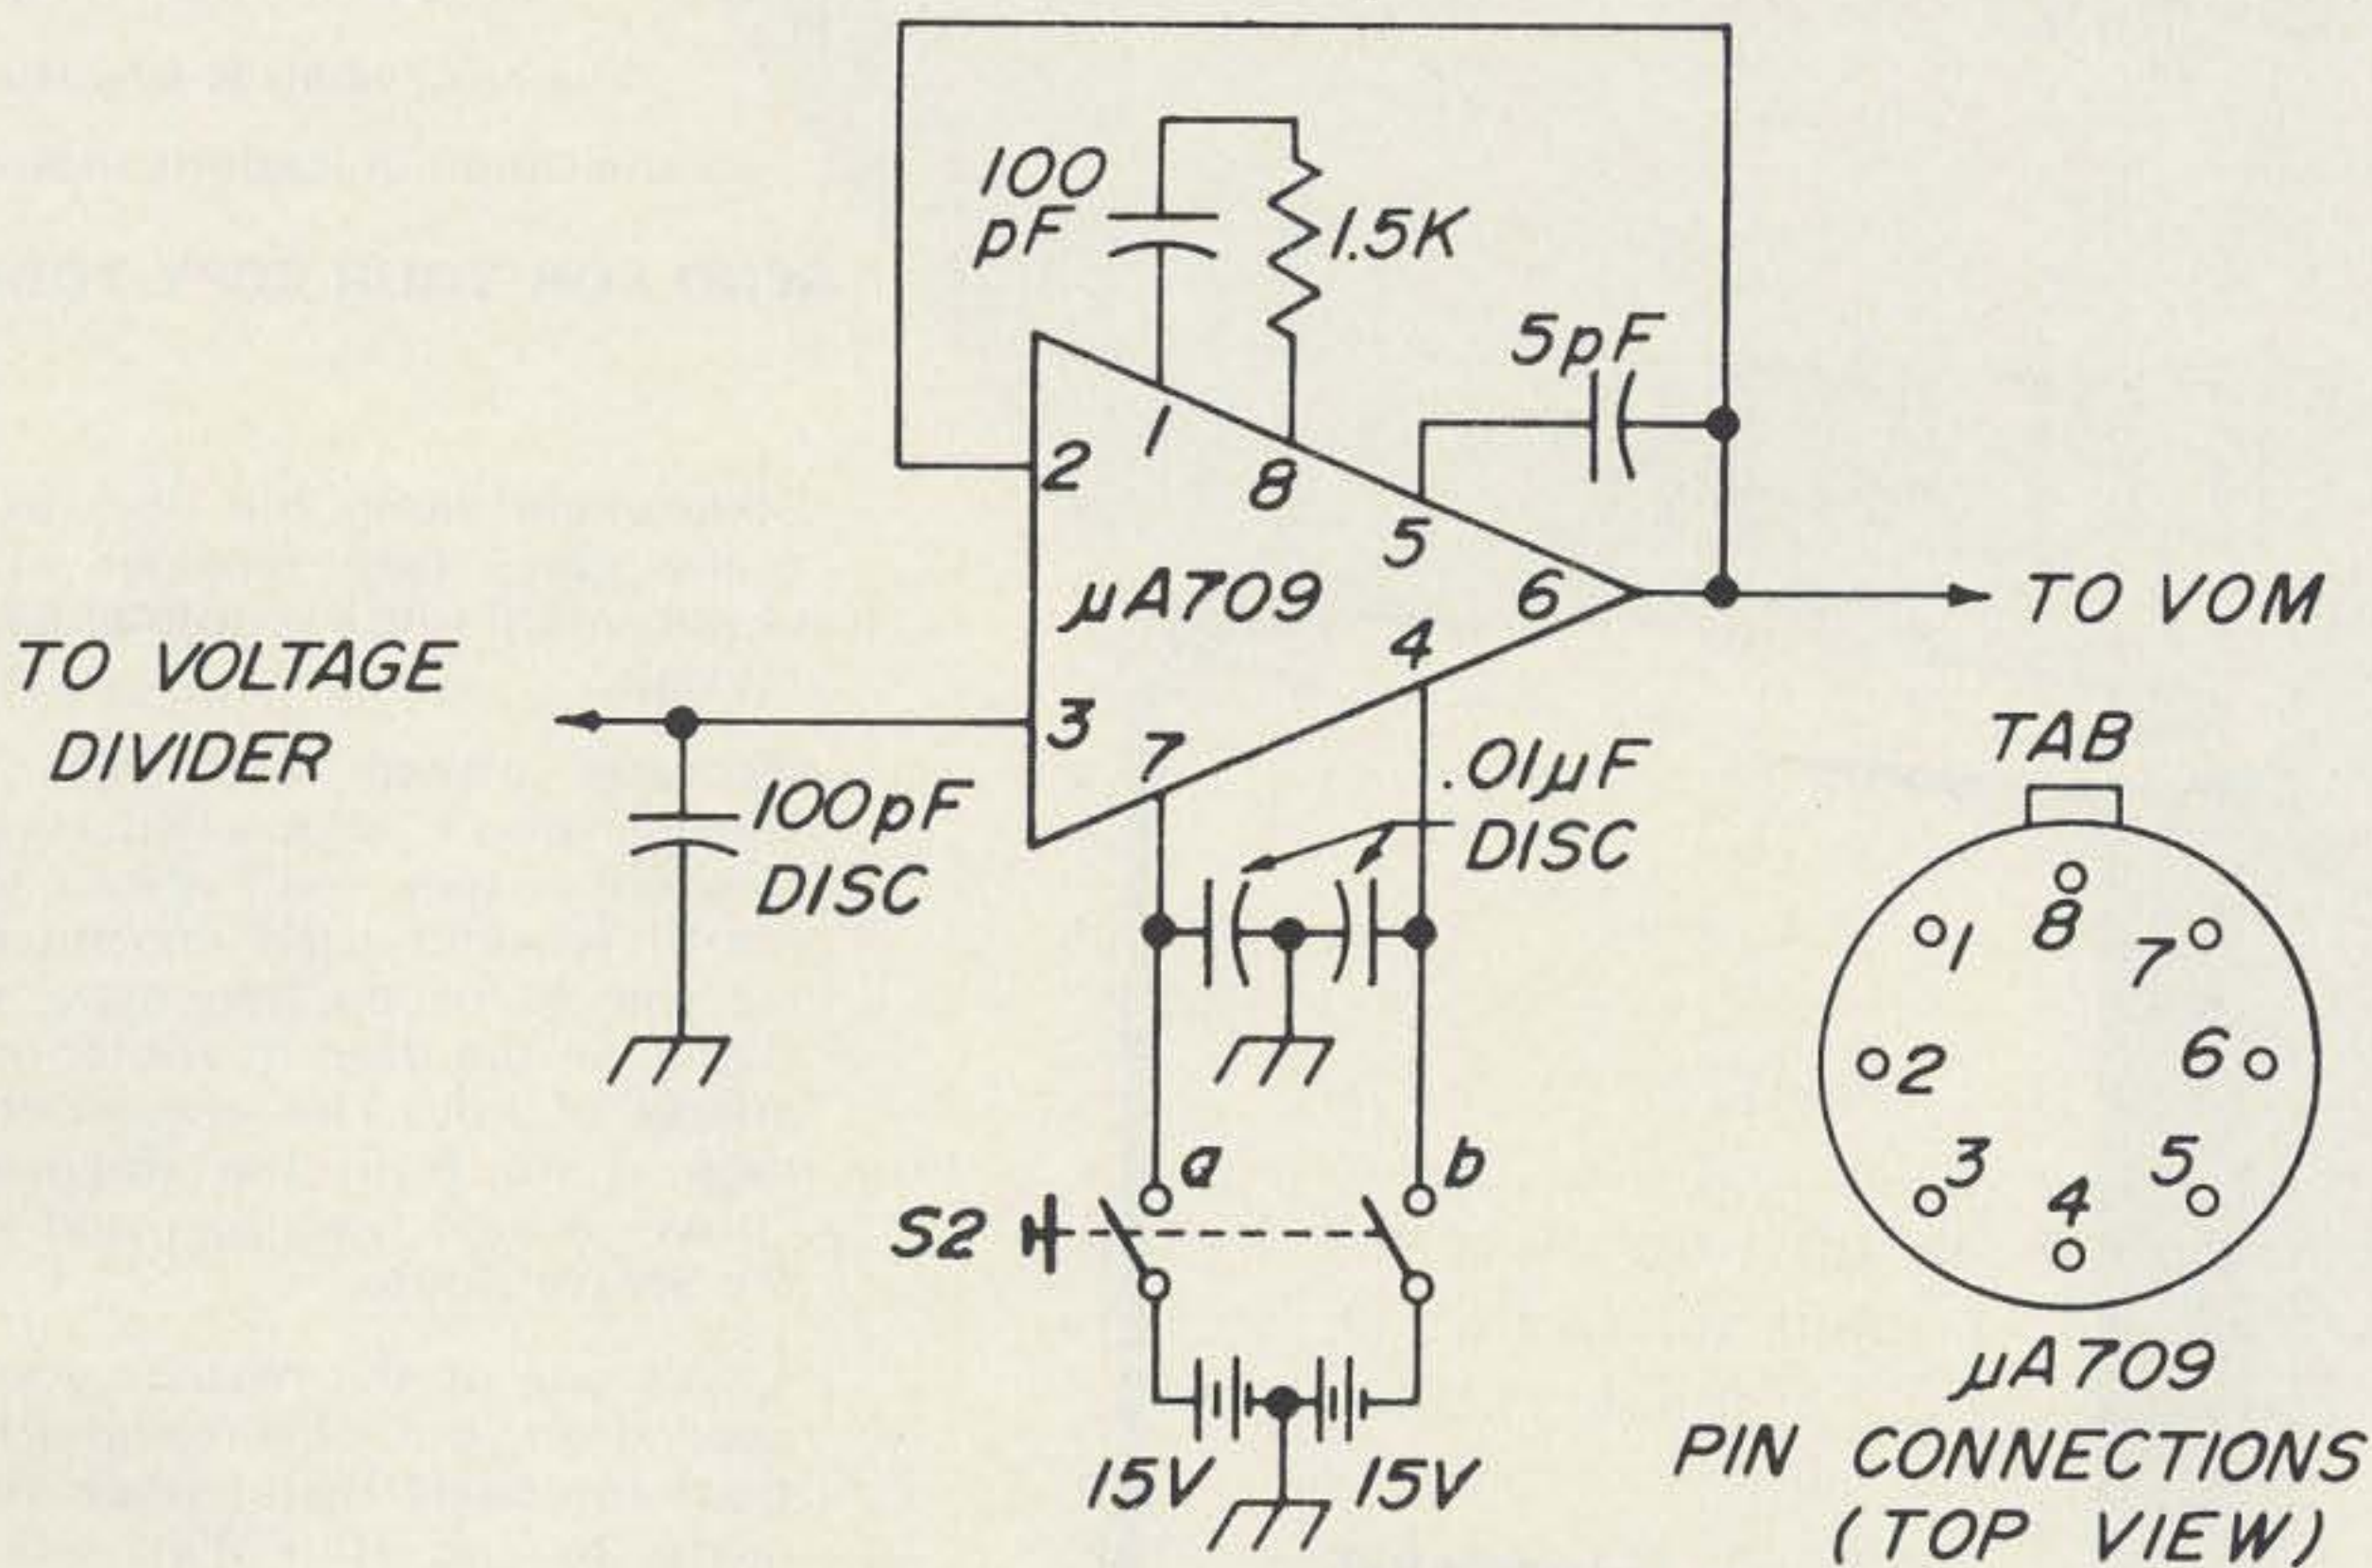 100
pF
1.5K
5pF
1
2
8
5
μA709
6
TO VOM
4
TO VOLTAGE
DIVIDER
3
7
.01μF
DISC
100pF
DISC
TAB
8
1
7
2
6
3
5
4
a
b
S2
15V
15V
μA709
PIN CONNECTIONS
(TOP VIEW)